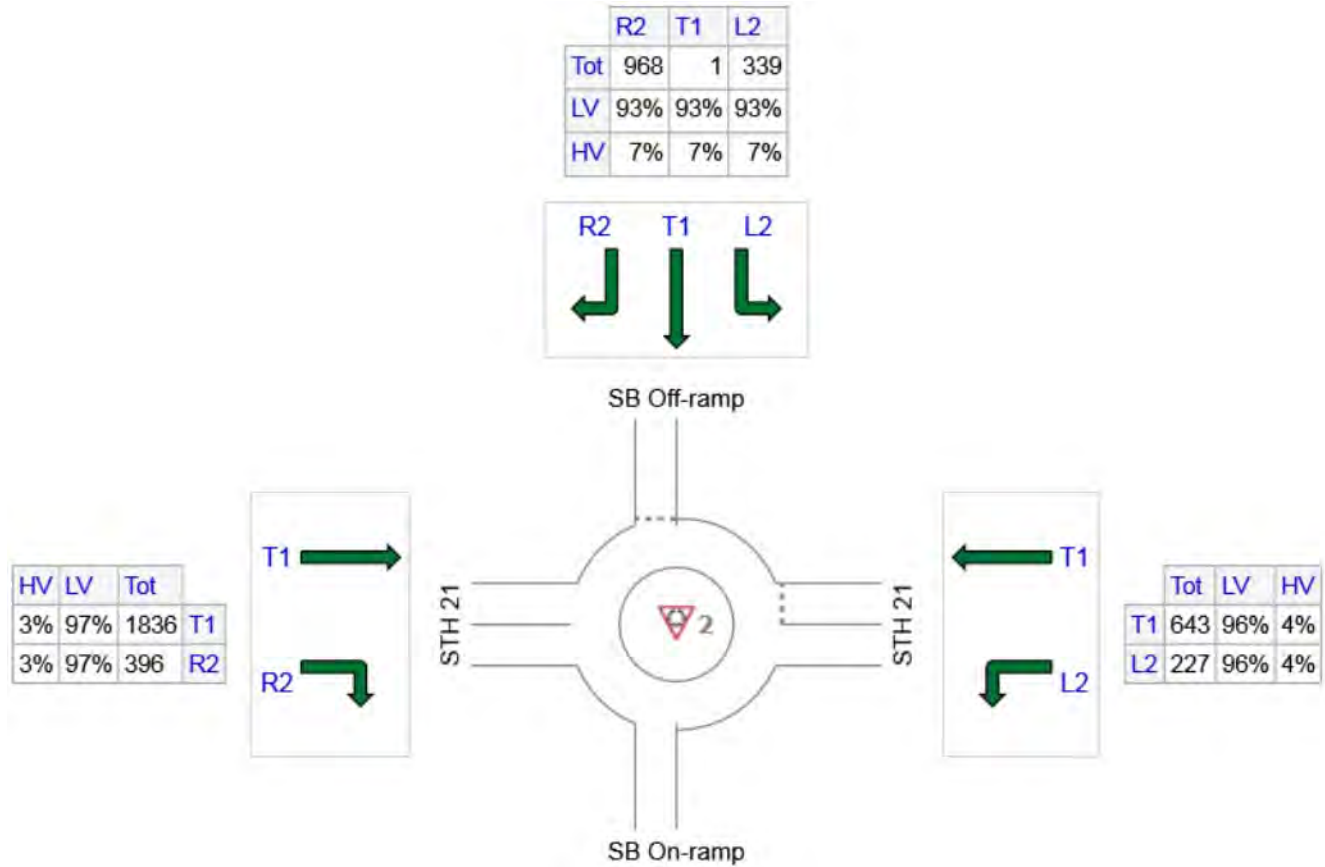 R2 T1 L2
Tot 968 1 339
LV 93% 93% 93%
HV 7% 7% 7%
R2 T1 L2
SB Off-ramp
T1
R2
HV LV Tot
3% 97% 1836 T1
3% 97% 396 R2
STH 21
2
STH 21
T1
L2
Tot LV HV
T1 643 96% 4%
L2 227 96% 4%
SB On-ramp